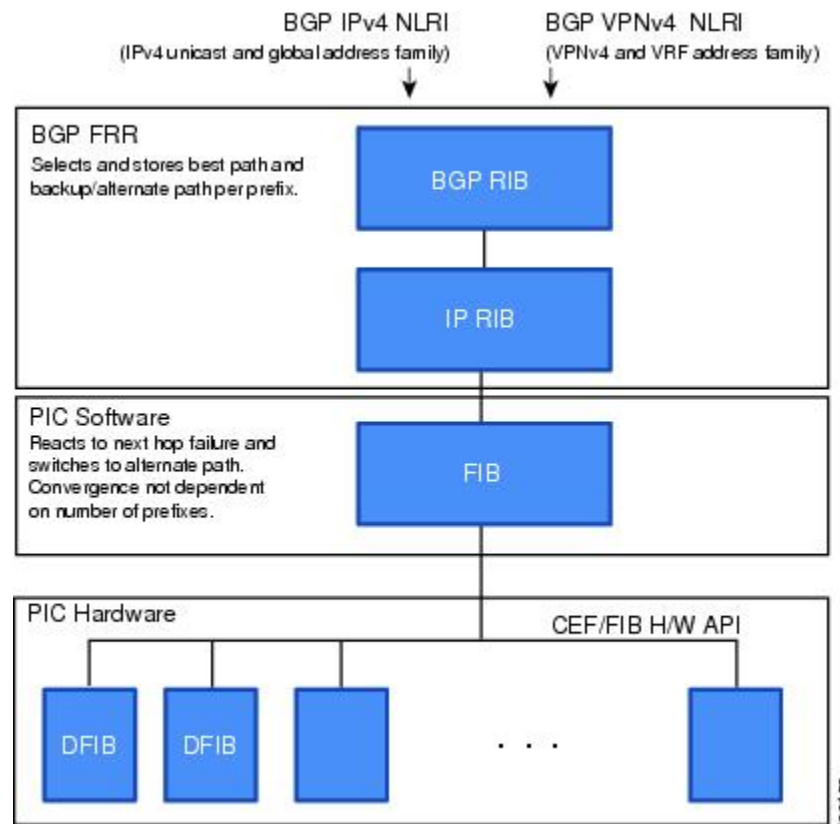 BGP IPv4 NLRI
(IPv4 unicast and global address family)
BGP VPNv4 NLRI
(VPNv4 and VRF address family)
BGP FRR
Selects and stores best path and
backup/alternate path per prefix.
BGP RIB
IP RIB
PIC Software
Reacts to next hop failure and
switches to alternate path.
Convergence not dependent
on number of prefixes.
FIB
PIC Hardware
CEF/FIB H/W API
DFIB
DFIB
. . .